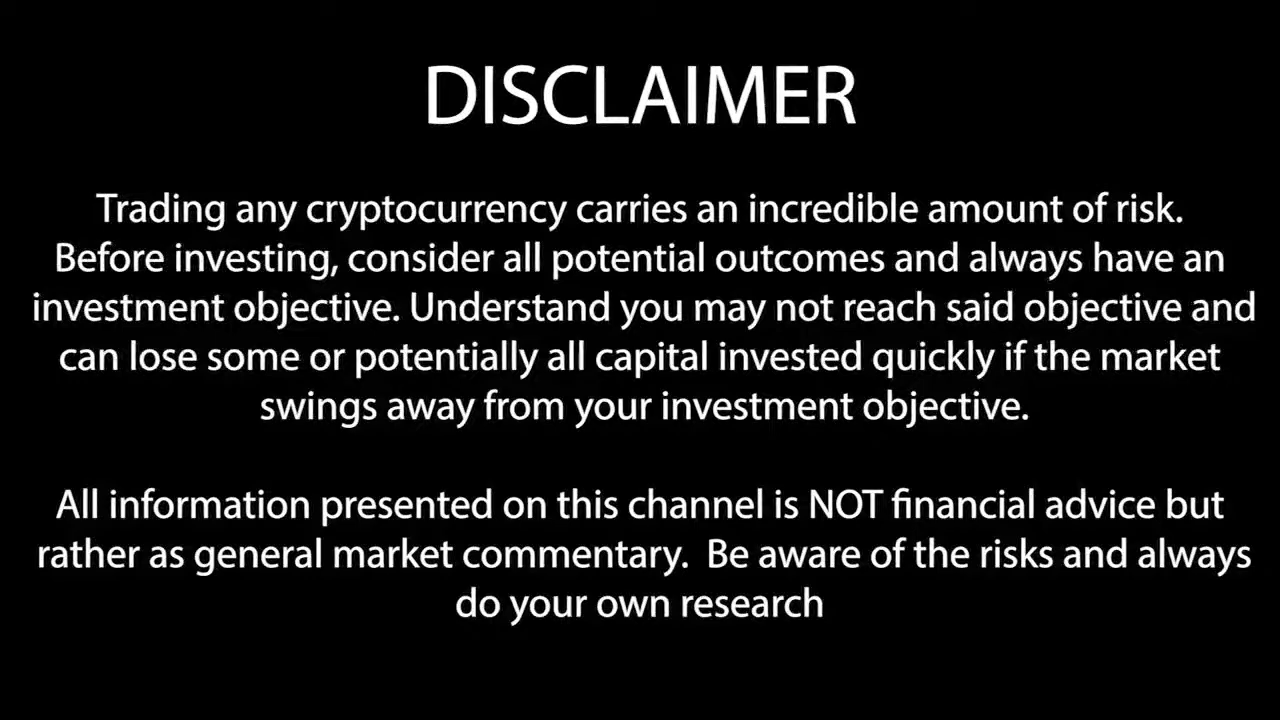 DISCLAIMER
Trading any cryptocurrency carries an incredible amount of risk.
Before investing, consider all potential outcomes and always have an
investment objective. Understand you may not reach said objective and
can lose some or potentially all capital invested quickly if the market
swings away from your investment objective.
All information presented on this channel is NOT financial advice but
rather as general market commentary.  Be aware of the risks and always
do your own research